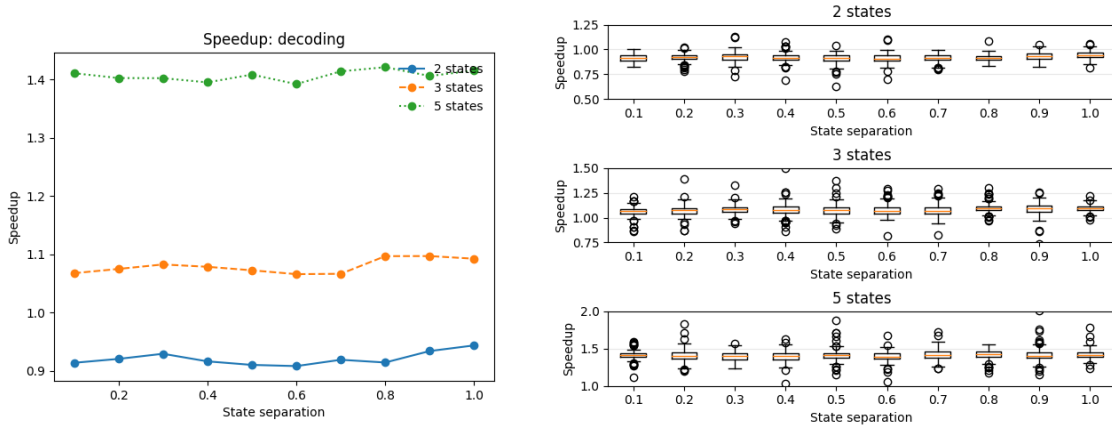 Speedup: decoding
2 states
3 states
5 states
Speedup
1.4
1.3
1.2
1.1
1.0
0.9
0.2 0.4 0.6 0.8 1.0
State separation
2 states
Speedup
1.25
1.00
0.75
0.50
0.1 0.2 0.3 0.4 0.5 0.6 0.7 0.8 0.9 1.0
State separation
3 states
Speedup
1.50
1.25
1.00
0.75
0.1 0.2 0.3 0.4 0.5 0.6 0.7 0.8 0.9 1.0
State separation
5 states
Speedup
2.0
1.5
1.0
0.1 0.2 0.3 0.4 0.5 0.6 0.7 0.8 0.9 1.0
State separation